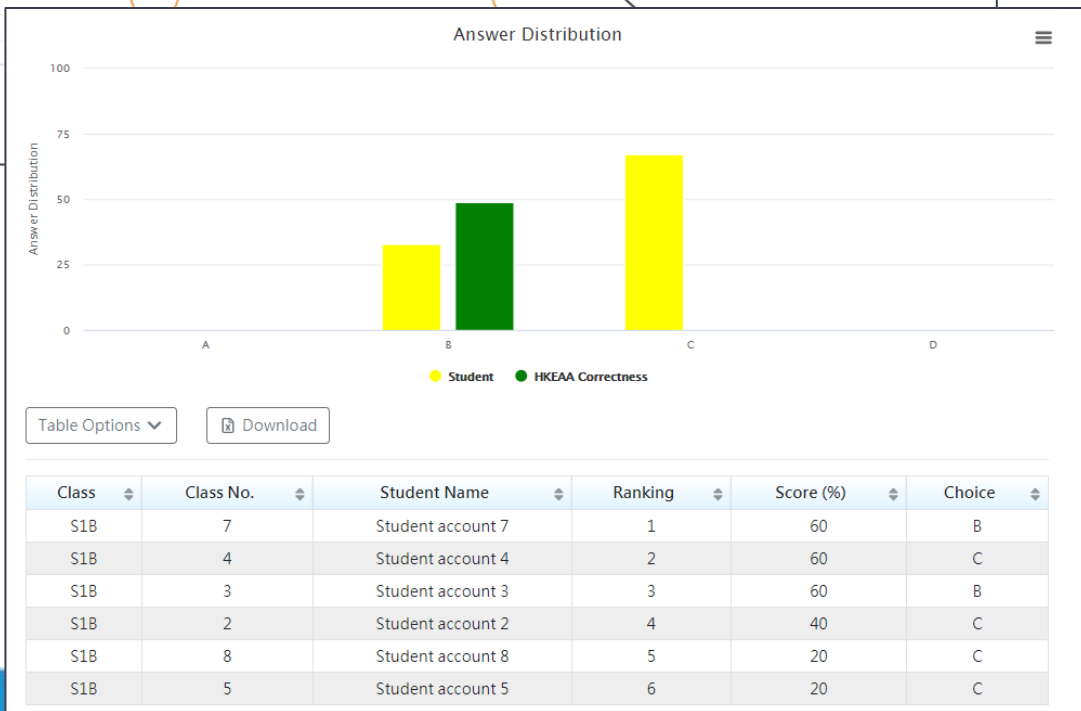 Answer Distribution
100
75
50
25
0
Answer Distribution
A B C D
Student HKEAA Correctness
Table Options Download
Class Class No. Student Name Ranking Score (%) Choice
S1B 7 Student account 7 1 60 B
S1B 4 Student account 4 2 60 C
S1B 3 Student account 3 3 60 B
S1B 2 Student account 2 4 40 C
S1B 8 Student account 8 5 20 C
S1B 5 Student account 5 6 20 C